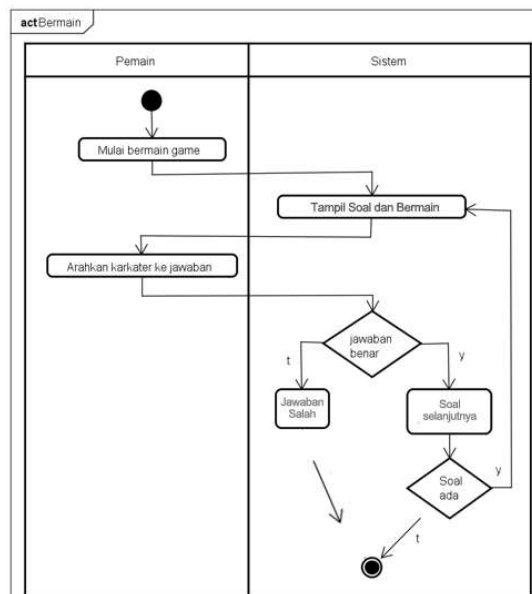 actBermain
Pemain
Sistem
Mulai bermain game
Tampil Soal dan Bermain
Arahkan karkater ke jawaban
jawaban
benar
t
y
Jawaban
Salah
Soal
selanjutnya
Soal
ada
y
t